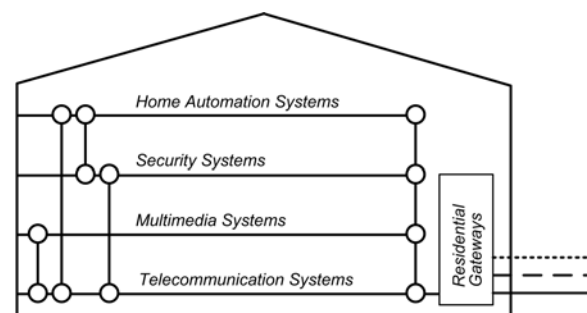 Home Automation Systems
Security Systems
Multimedia Systems
Telecommunication Systems
Residential
Gateways